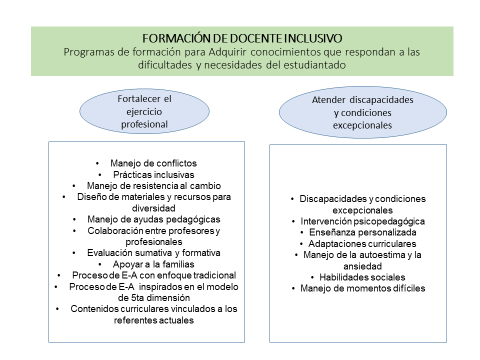 FORMACIÓN DE DOCENTE INCLUSIVO
Programas de formación para Adquirir conocimientos que respondan a las
dificultades y necesidades del estudiantado
Fortalecer el
ejercicio
profesional
• Manejo de conflictos
• Prácticas inclusivas
• Manejo de resistencia al cambio
• Diseño de materiales y recursos para
diversidad
• Manejo de ayudas pedagógicas
• Colaboración entre profesores y
profesionales
• Evaluación sumativa y formativa
• Apoyar a la familias
• Proceso de E-A con enfoque tradicional
• Proceso de E-A inspirados en el modelo
de 5ta dimensión
• Contenidos curriculares vinculados a los
referentes actuales
Atender discapacidades
y condiciones
excepcionales
• Discapacidades y condiciones
excepcionales
• Intervención psicopedagógica
• Enseñanza personalizada
• Adaptaciones curriculares
• Manejo de la autoestima y la
ansiedad
• Habilidades sociales
• Manejo de momentos difíciles